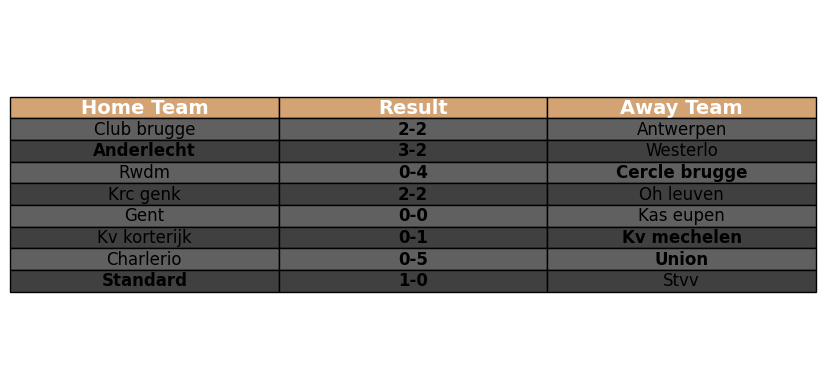 Home Team Result Away Team
Club brugge 2-2 Antwerpen
Anderlecht 3-2 Westerlo
Rwdm 0-4 Cercle brugge
Krc genk 2-2 Oh leuven
Gent 0-0 Kas eupen
Kv korterijk 0-1 Kv mechelen
Charlerio 0-5 Union
Standard 1-0 Stvv